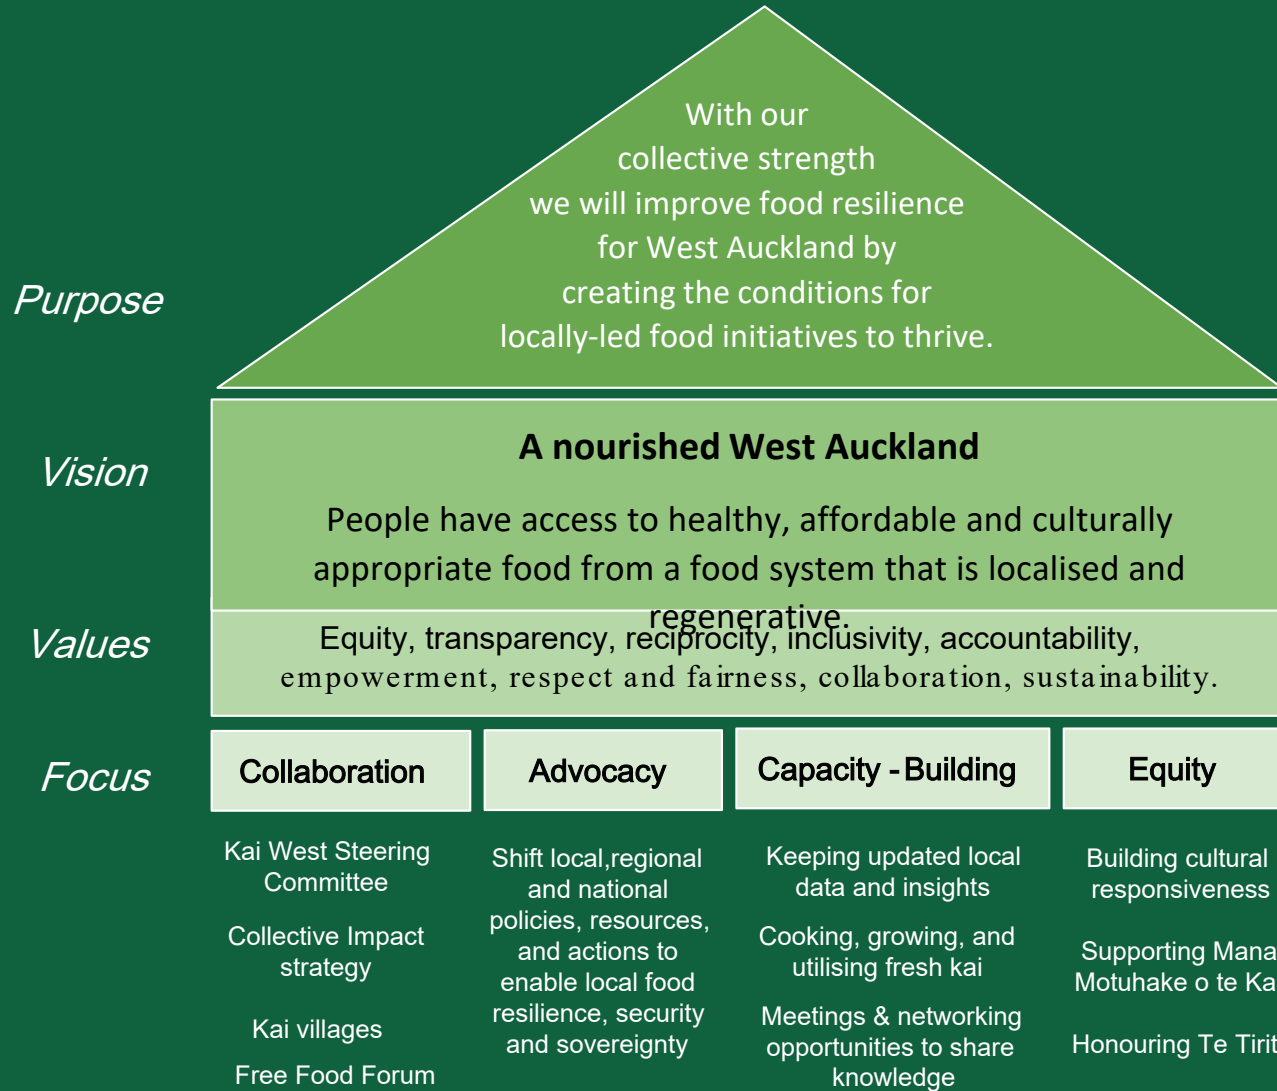 With our
collective strength
we will improve food resilience
for West Auckland by
creating the conditions for
locally-led food initiatives to thrive.
Purpose
Vision
A nourished West Auckland
People have access to healthy, affordable and culturally
appropriate food from a food system that is localised and
regenerative.
Values
Equity, transparency, reciprocity, inclusivity, accountability,
empowerment, respect and fairness, collaboration, sustainability.
Focus
Collaboration
Kai West Steering
Committee
Collective Impact
strategy
Kai villages
Free Food Forum
Advocacy
Shift local,regional
and national
policies, resources,
and actions to
enable local food
resilience, security
and sovereignty
Capacity - Building
Keeping updated local
data and insights
Cooking, growing, and
utilising fresh kai
Meetings & networking
opportunities to share
knowledge
Equity
Building cultural
responsiveness
Supporting Mana
Motuhake o te Ka
Honouring Te Tirit